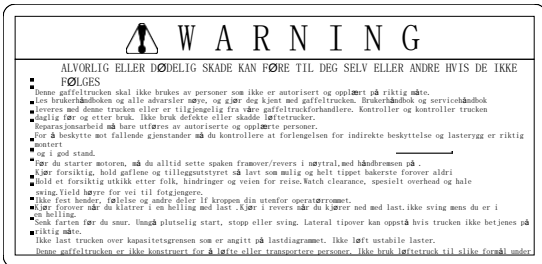 WARNING
ALVORLIG ELLER DØDELIG SKADE KAN FØRE TIL DEG SELV ELLER ANDRE HVIS DE IKKE
FØLGES
Denne gaffeltrucken skal ikke brukes av personer som ikke er autorisert og opplært på riktig måte.
Les brukerhåndboken og alle advarsler nøye, og gjør deg kjent med gaffeltrucken. Brukerhåndbok og servicehåndbok
leveres med denne trucken eller er tilgjengelig fra våre gaffeltruckforhandlere. Kontroller og kontroller trucken
daglig før og etter bruk. Ikke bruk defekte eller skadde løftetrucker.
Reparasjonsarbeid må bare utføres av autoriserte og opplærte personer.
For å beskytte mot fallende gjenstander må du kontrollere at forlengelsen for indirekte beskyttelse og lasterygg er riktig
montert
og i god stand.
Før du starter motoren, må du alltid sette spaken framover/revers i nøytral,med håndbremsen på .
Kjør forsiktig, hold gaflene og tilleggsutstyret så lavt som mulig og helt tippet bakerste forover aldri
Hold et forsiktig utkikk etter folk, hindringer og veien for reise.Watch clearance, spesielt overhead og hale
swing.Yield høyre for vei til fotgjengere.
Ikke fest hender, følelse og andre deler lf kroppen din utenfor operatørrommet.
Kjør forover når du klatrer i en helling med last.kjør i revers når du kjører ned med last.ikke sving mens du er i
en helling.
Senk farten før du snur. Unngå plutselig start, stopp eller sving. Lateral tipover kan oppstå hvis trucken ikke betjenes på
riktig måte.
Ikke last trucken over kapasitetsgrensen som er angitt på lastdiagrammet. Ikke løft ustabile laster.
Denne gaffeltrucken er ikke konstruert for å løfte eller transportere personer. Ikke bruk løftetruck til slike formål under